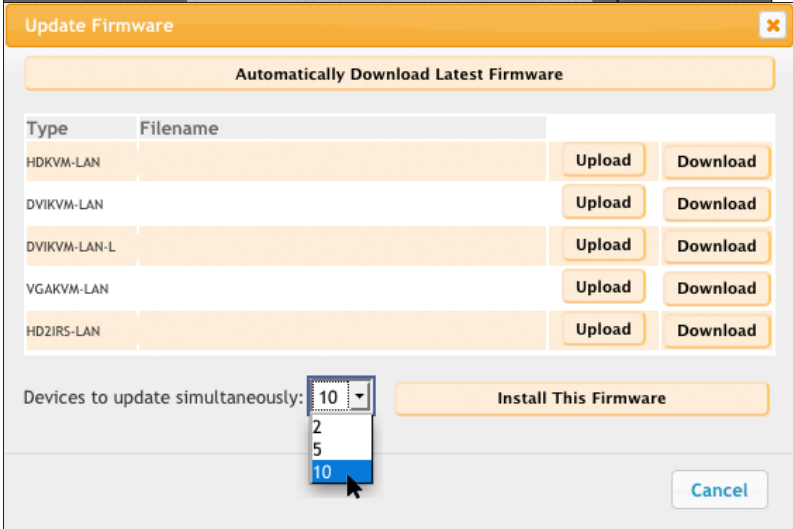 Update Firmware
Automatically Download Latest Firmware
Type Filename
HDKVM-LAN Upload Download
DVIKVM-LAN Upload Download
DVIKVM-LAN-L Upload Download
VGAKVM-LAN Upload Download
HD2IRS-LAN Upload Download
Devices to update simultaneously: 10 Install This Firmware
2
5
10
Cancel